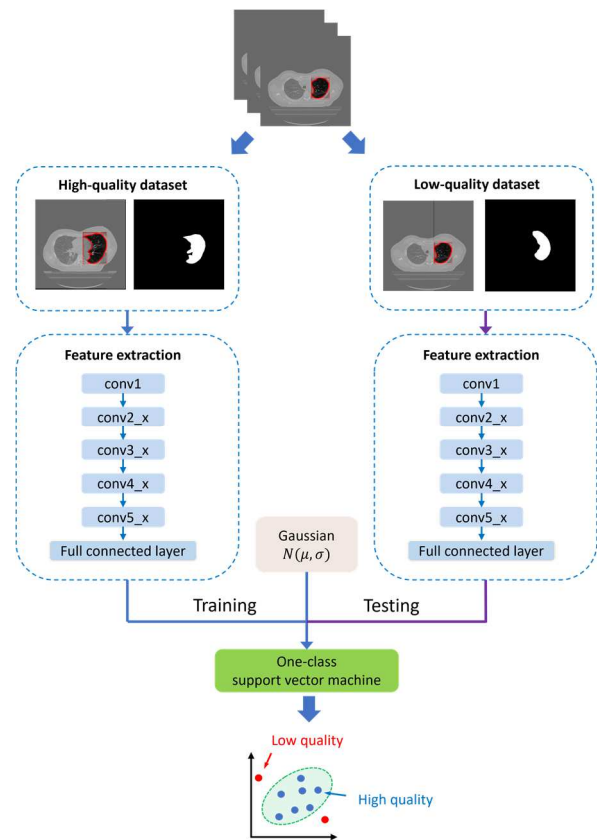 High-quality dataset
Low-quality dataset
Feature extraction
conv1
conv2_x
conv3_x
conv4_x
conv5_x
Full connected layer
Feature extraction
conv1
conv2_x
conv3_x
conv4_x
conv5_x
Full connected layer
Gaussian
N(μ, σ)
Training
Testing
One-class
support vector machine
Low quality
High quality